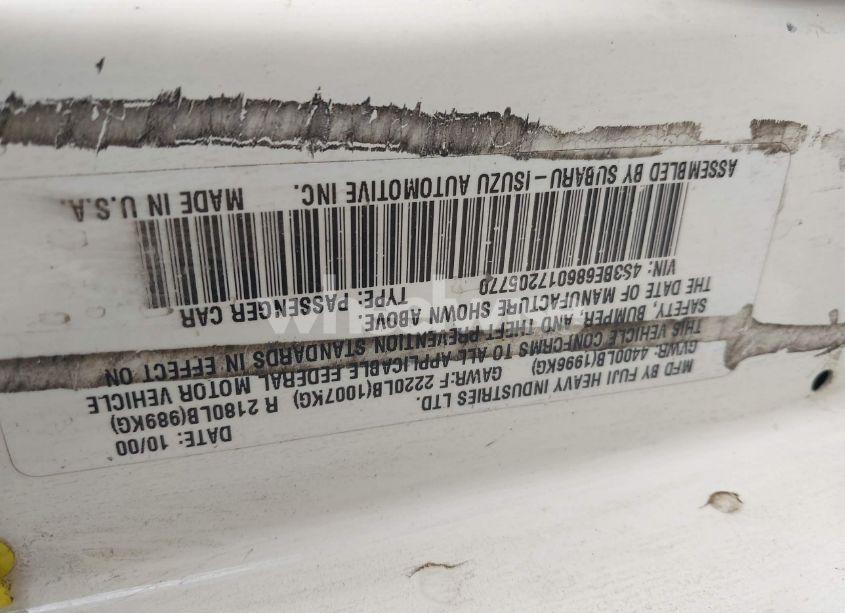 MFD BY FUJI HEAVY INDUSTRIES LTD. DATE: 10/00
GVWR: 4400LB(1996KG) GAWR:F 2220LB(1007KG) R 2180LB(989KG)
THIS VEHICLE CONFORMS TO ALL APPLICABLE FEDERAL MOTOR VEHICLE
SAFETY, BUMPER, AND THEFT PREVENTION STANDARDS IN EFFECT ON
THE DATE OF MANUFACTURE SHOWN ABOVE.
VIN: 4S3BE686017205770 TYPE: PASSENGER CAR
ASSEMBLED BY SUBARU-ISUZU AUTOMOTIVE INC. MADE IN U.S.A.